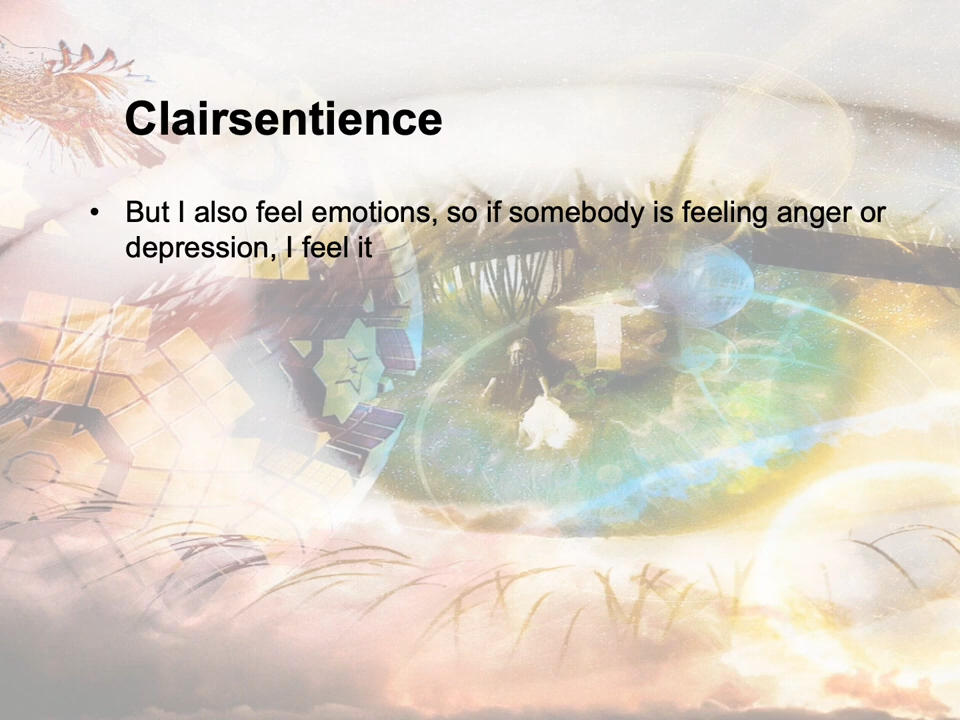 Clairsentience
• But I also feel emotions, so if somebody is feeling anger or
depression, I feel it